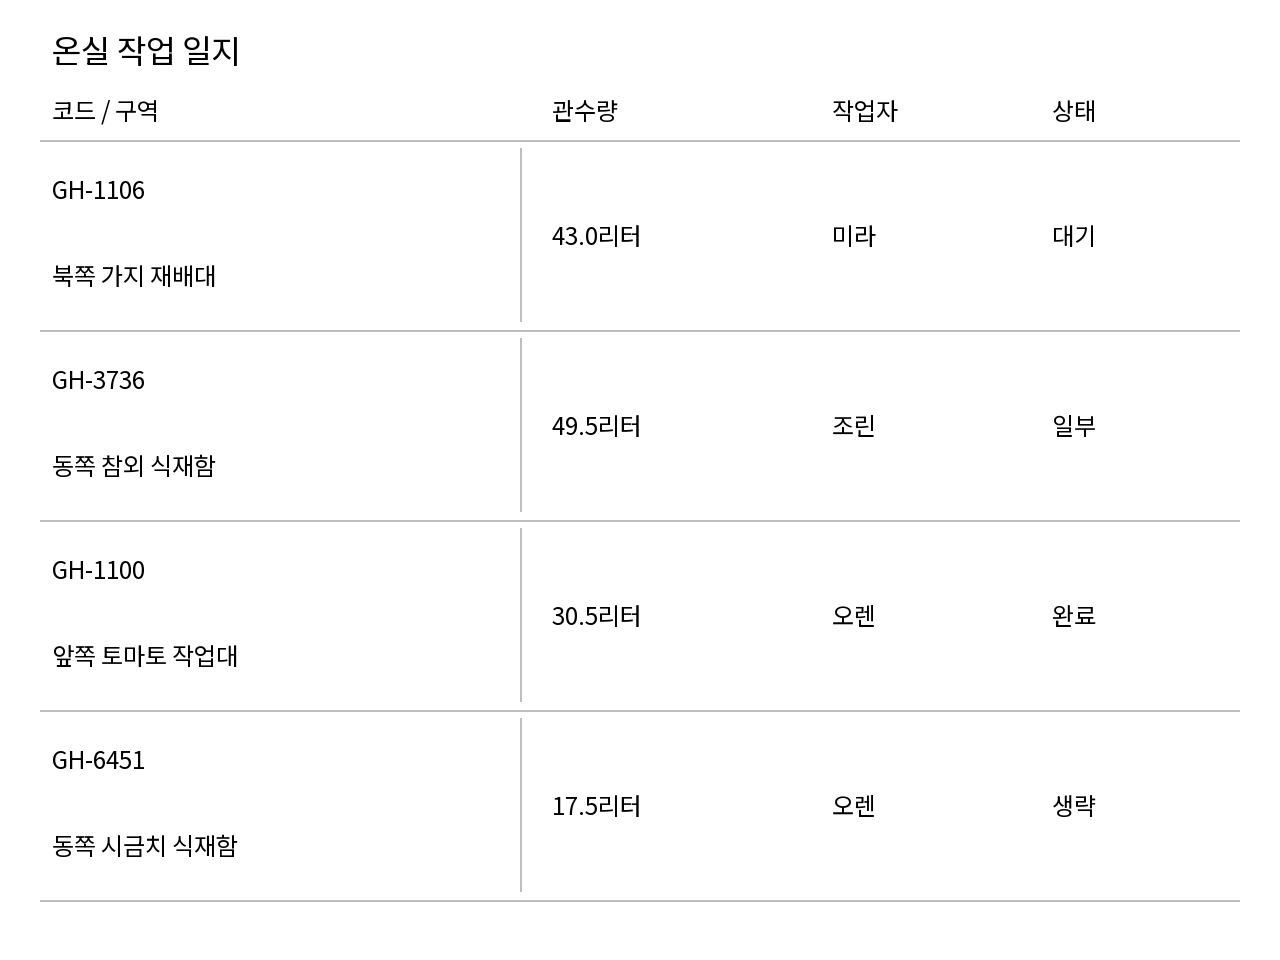 온실 작업 일지
코드 / 구역 관수량 작업자 상태
GH-1106
북쪽 가지 재배대
43.0리터 미라 대기
GH-3736
동쪽 참외 식재함
49.5리터 조린 일부
GH-1100
앞쪽 토마토 작업대
30.5리터 오렌 완료
GH-6451
동쪽 시금치 식재함
17.5리터 오렌 생략